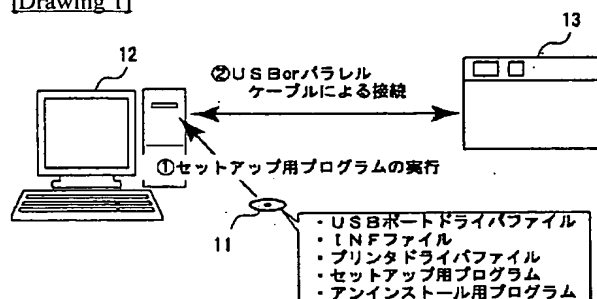 [Drawing 1]
13
12
②USBorパラレル
ケーブルによる接続
①セットアップ用プログラムの実行
11
・USBポートドライバファイル
・INFファイル
・プリンタドライバファイル
・セットアップ用プログラム
・アンインストール用プログラム